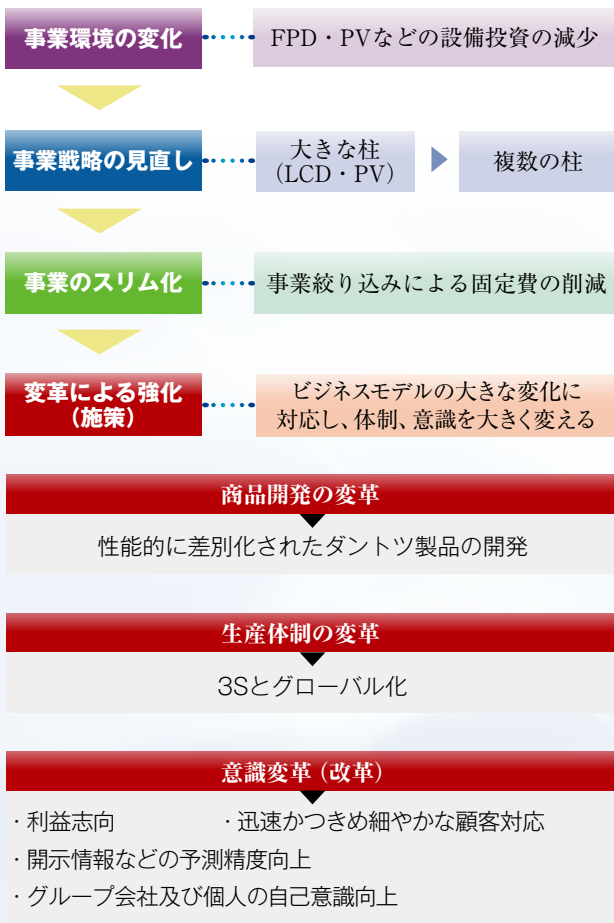 事業環境の変化
FPD・PVなどの設備投資の減少
事業戦略の見直し
大きな柱
(LCD・PV)
複数の柱
事業のスリム化
事業絞り込みによる固定費の削減
変革による強化
(施策)
ビジネスモデルの大きな変化に
対応し、体制、意識を大きく変える
商品開発の変革
性能的に差別化されたダントツ製品の開発
生産体制の変革
3Sとグローバル化
意識変革(改革)
・利益志向 ・迅速かつきめ細やかな顧客対応
・開示情報などの予測精度向上
・グループ会社及び個人の自己意識向上